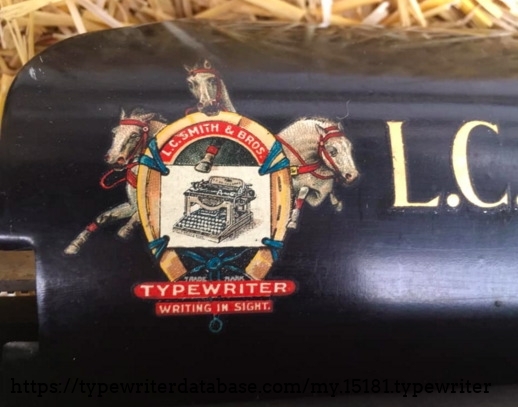 L.C. SMITH & BROS.
TRADE MARK
TYPEWRITER
WRITING IN SIGHT.
L.C.
https://typewriterdatabase.com/my.15181.typewriter